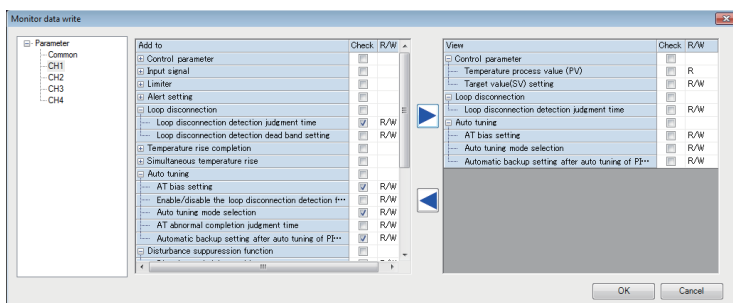 Monitor data write
Parameter
Common
CH1
CH2
CH3
CH4
Add to Check R/W
Control parameter
Input signal
Limiter
Alert setting
Loop disconnection
Loop disconnection detection judgment time R/W
Loop disconnection detection dead band setting R/W
Temperature rise completion
Simultaneous temperature rise
Auto tuning
AT bias setting R/W
Enable/disable the loop disconnection detection f··· R/W
Auto tuning mode selection R/W
AT abnormal completion judgment time R/W
Automatic backup setting after auto tuning of PI··· R/W
Disturbance suppuression function
View Check R/W
Control parameter
Temperature process value (PV) R
Target value(SV) setting R/W
Loop disconnection
Loop disconnection detection judgment time R/W
Auto tuning
AT bias setting R/W
Auto tuning mode selection R/W
Automatic backup setting after auto tuning of PI··· R/W
OK Cancel